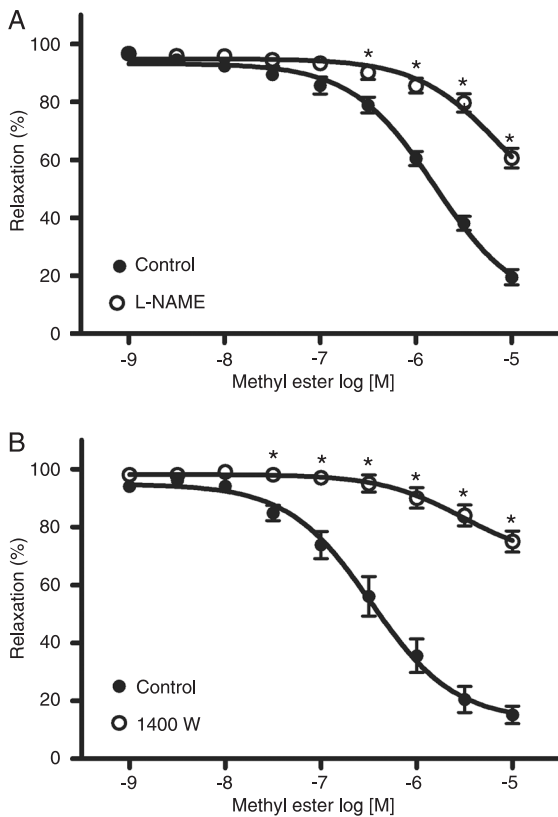 A
100
80
60
40
20
0
Relaxation (%)
* * * *
Control
L-NAME
-9 -8 -7 -6 -5
Methyl ester log [M]
B
100
80
60
40
20
0
Relaxation (%)
* * * * * *
Control
1400 W
-9 -8 -7 -6 -5
Methyl ester log [M]